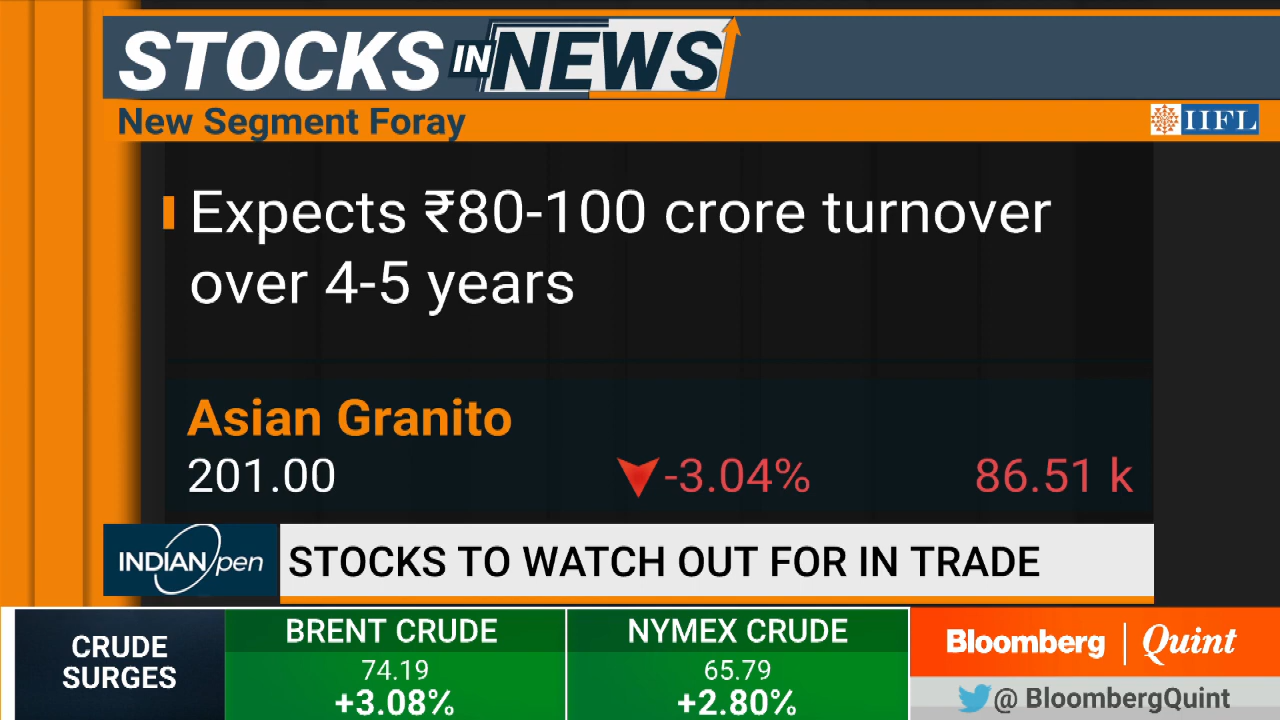 STOCKS IN NEWS
New Segment Foray
IIFL
Expects ₹80-100 crore turnover
over 4-5 years
Asian Granito
201.00 -3.04% 86.51 k
INDIAN Open
STOCKS TO WATCH OUT FOR IN TRADE
CRUDE
SURGES
BRENT CRUDE
74.19
+3.08%
NYMEX CRUDE
65.79
+2.80%
Bloomberg | Quint
@ BloombergQuint